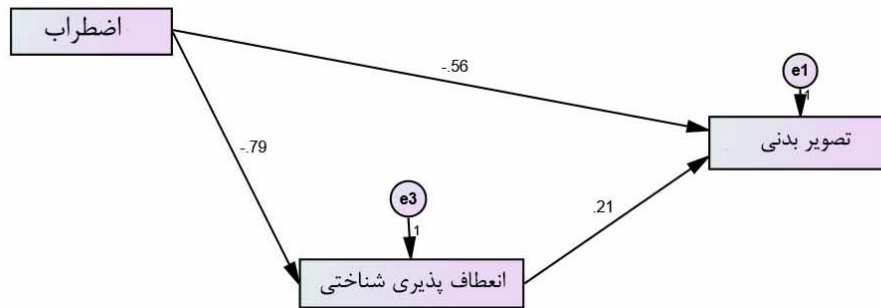 اضطراب
-.56
e1
1
تصویر بدنی
-.79
e3
1
.21
انعطاف پذیری شناختی